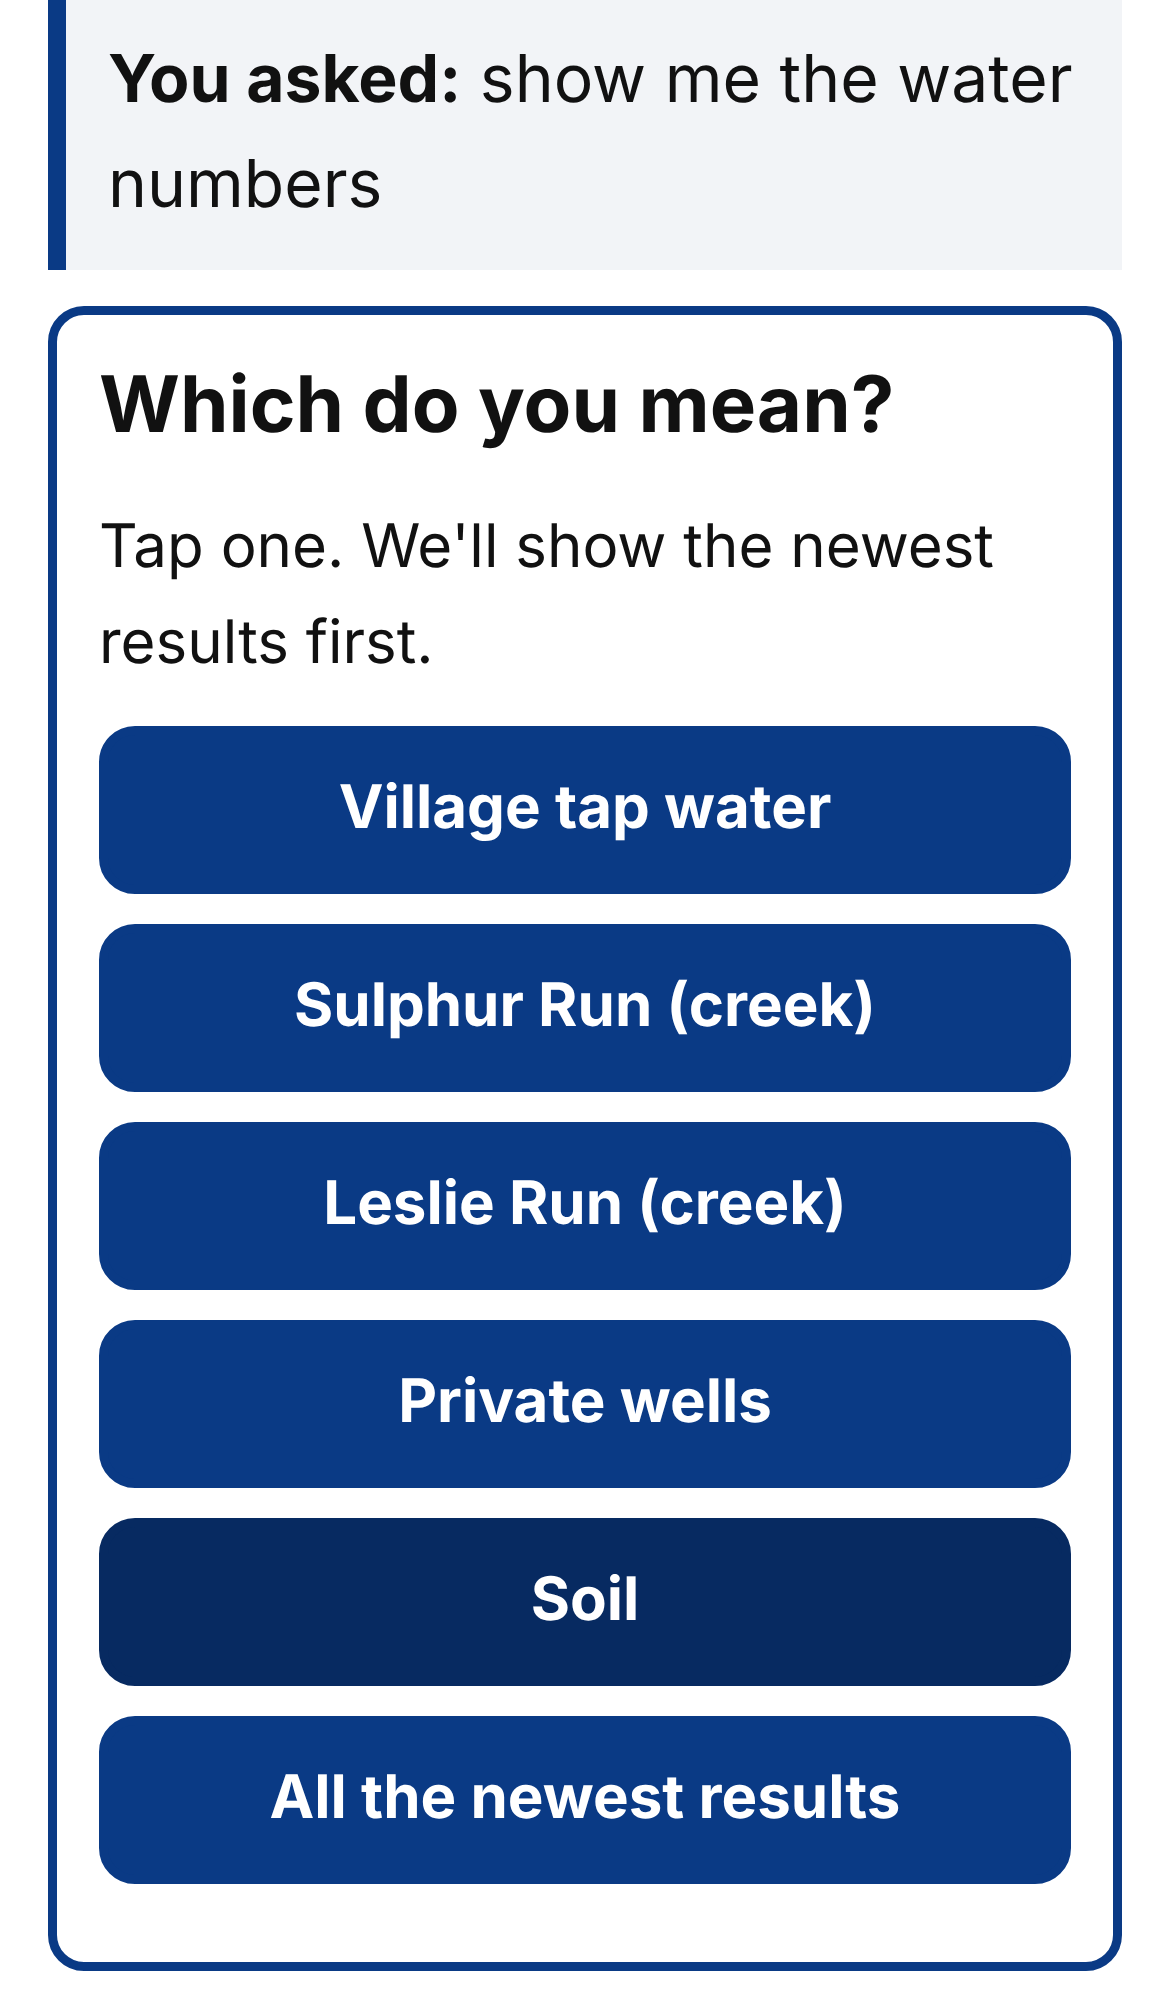 You asked: show me the water
numbers
Which do you mean?
Tap one. We'll show the newest
results first.
Village tap water
Sulphur Run (creek)
Leslie Run (creek)
Private wells
Soil
All the newest results